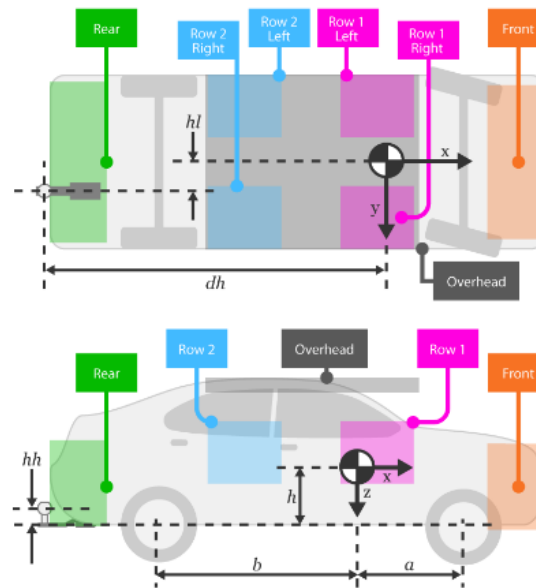 Rear
Row 2
Right
Row 2
Left
Row 1
Left
Row 1
Right
Front
hl
x
y
Overhead
dh
Rear
Row 2
Overhead
Row 1
Front
hh
h
x
z
b
a